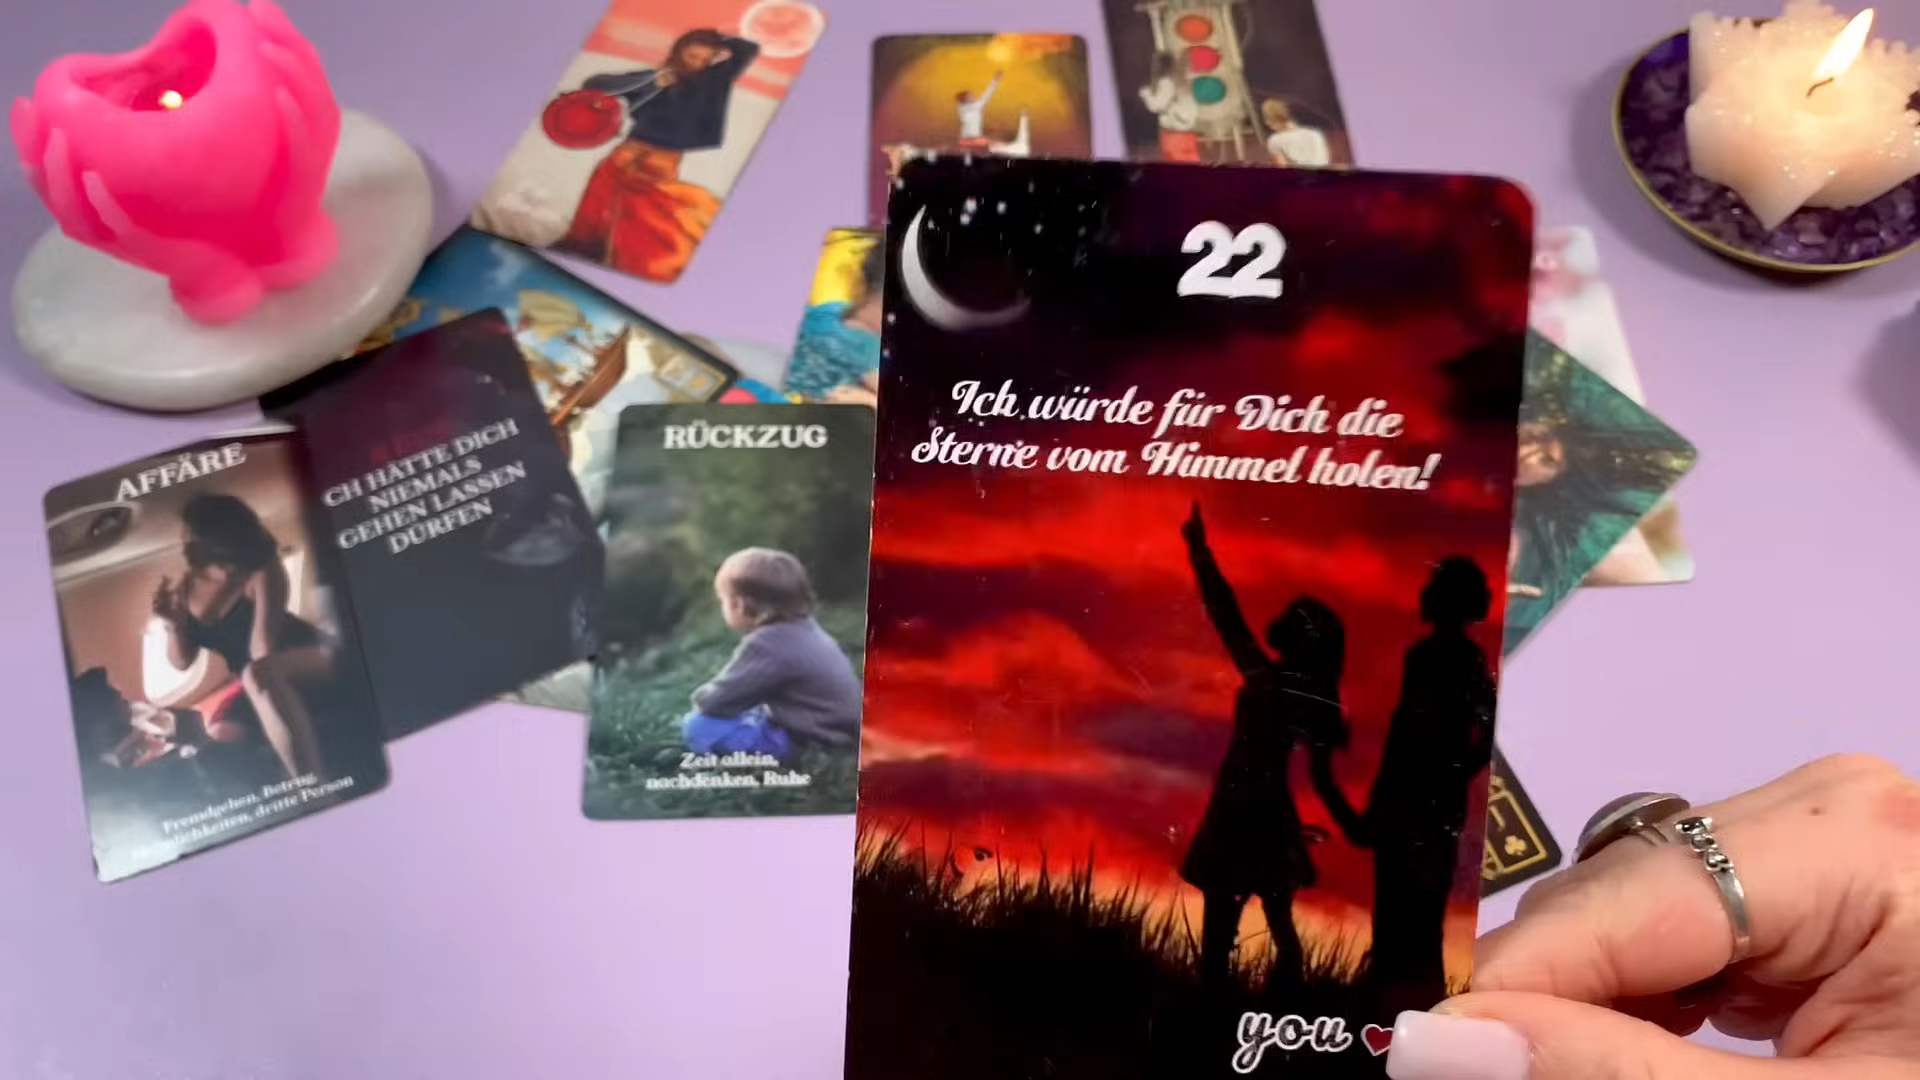 22
Ich würde für Dich die
Sterne vom Himmel holen!
you
RÜCKZUG
Zeit allein,
nachdenken, Ruhe
CH HÄTTE DICH
NIEMALS
GEHEN LASSEN
DÜRFEN
AFFÄRE
Fremdgehen, Betrug,
dritte Person